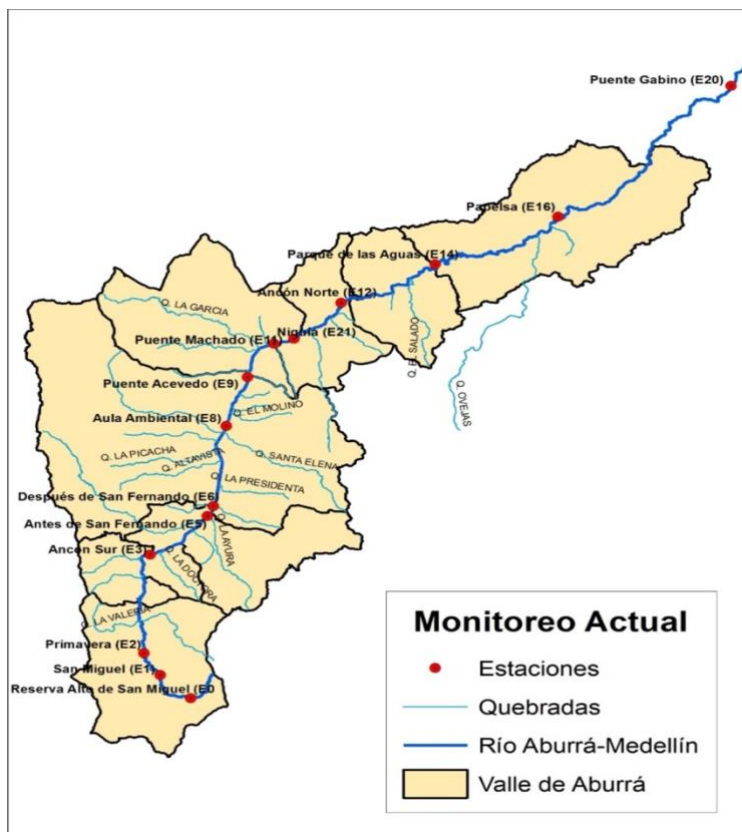 Puente Gabino (E20)
Papelsa (E16)
Parque de las Aguas (E14)
Ancón Norte (E12)
Q. LA GARCIA
Niquía (E21)
Puente Machado (E11)
Q. EL SALADO
Puente Acevedo (E9)
Q. OVEJAS
Q. EL MOLINO
Aula Ambiental (E8)
Q. LA PICACHA
Q. ALTAVISTA
Q. SANTA ELENA
Q. LA PRESIDENTA
Después de San Fernando (E6)
Antes de San Fernando (E5)
Q. LA AYURA
Ancón Sur (E3)
Q. LA DOCTORA
Q. LA VALERIA
Primavera (E2)
San Miguel (E1)
Reserva Alto de San Miguel (E0
Monitoreo Actual
Estaciones
Quebradas
Río Aburrá-Medellín
Valle de Aburrá